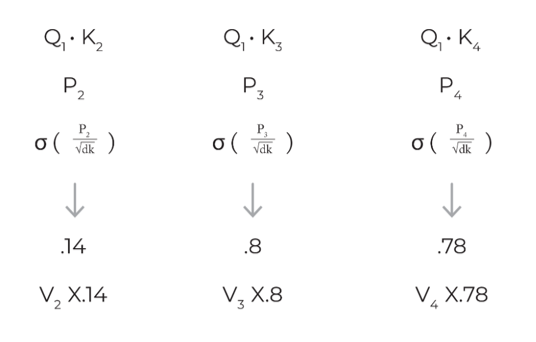 Q₁ · K₂ Q₁ · K₃ Q₁ · K₄
P₂ P₃ P₄
σ ( P₂/√dk ) σ ( P₃/√dk ) σ ( P₄/√dk )
.14 .8 .78
V₂ X.14 V₃ X.8 V₄ X.78